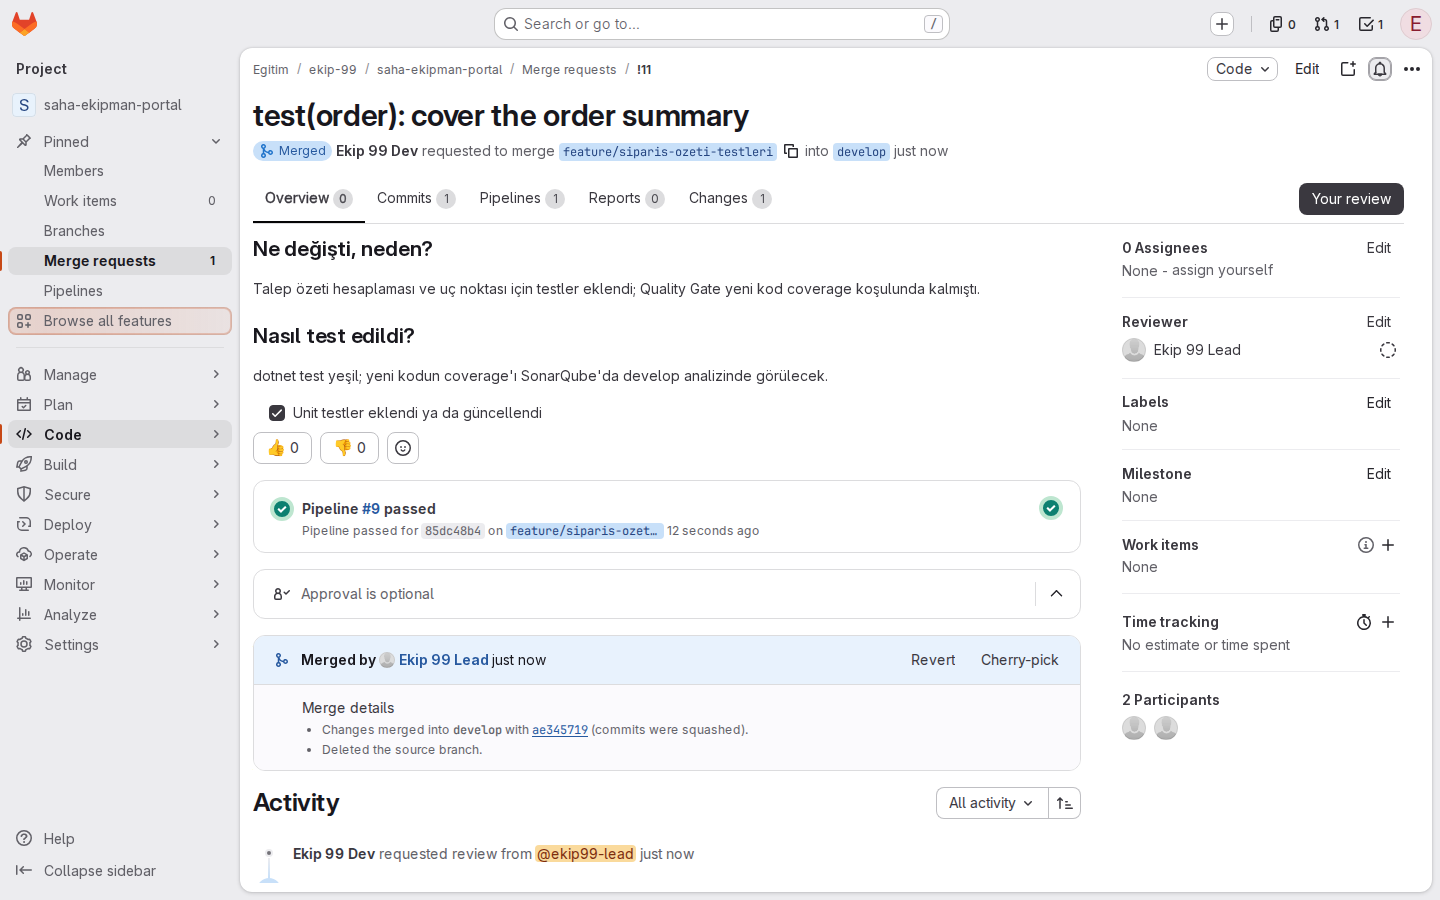 Search or go to...
/
0
1
1
E
Project
S
saha-ekipman-portal
Pinned
Members
Work items
0
Branches
Merge requests
1
Pipelines
Browse all features
Manage
Plan
Code
Build
Secure
Deploy
Operate
Monitor
Analyze
Settings
Help
Collapse sidebar
Egitim / ekip-99 / saha-ekipman-portal / Merge requests / !11
Code
Edit
test(order): cover the order summary
Merged Ekip 99 Dev requested to merge feature/siparis-ozeti-testleri into develop just now
Overview 0
Commits 1
Pipelines 1
Reports 0
Changes 1
Your review
Ne değişti, neden?
Talep özeti hesaplaması ve uç noktası için testler eklendi; Quality Gate yeni kod coverage koşulunda kalmıştı.
Nasıl test edildi?
dotnet test yeşil; yeni kodun coverage'ı SonarQube'da develop analizinde görülecek.
Unit testler eklendi ya da güncellendi
👍 0
👎 0
Pipeline #9 passed
Pipeline passed for 85dc48b4 on feature/siparis-ozet… 12 seconds ago
Approval is optional
Merged by Ekip 99 Lead just now
Revert
Cherry-pick
Merge details
Changes merged into develop with ae345719 (commits were squashed).
Deleted the source branch.
Activity
All activity
Ekip 99 Dev requested review from @ekip99-lead just now
0 Assignees
Edit
None - assign yourself
Reviewer
Edit
Ekip 99 Lead
Labels
Edit
None
Milestone
Edit
None
Work items
None
Time tracking
No estimate or time spent
2 Participants